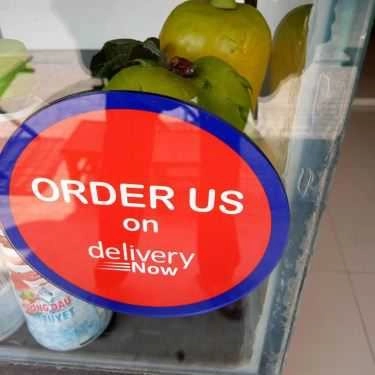 ORDER US
on
delivery
Now